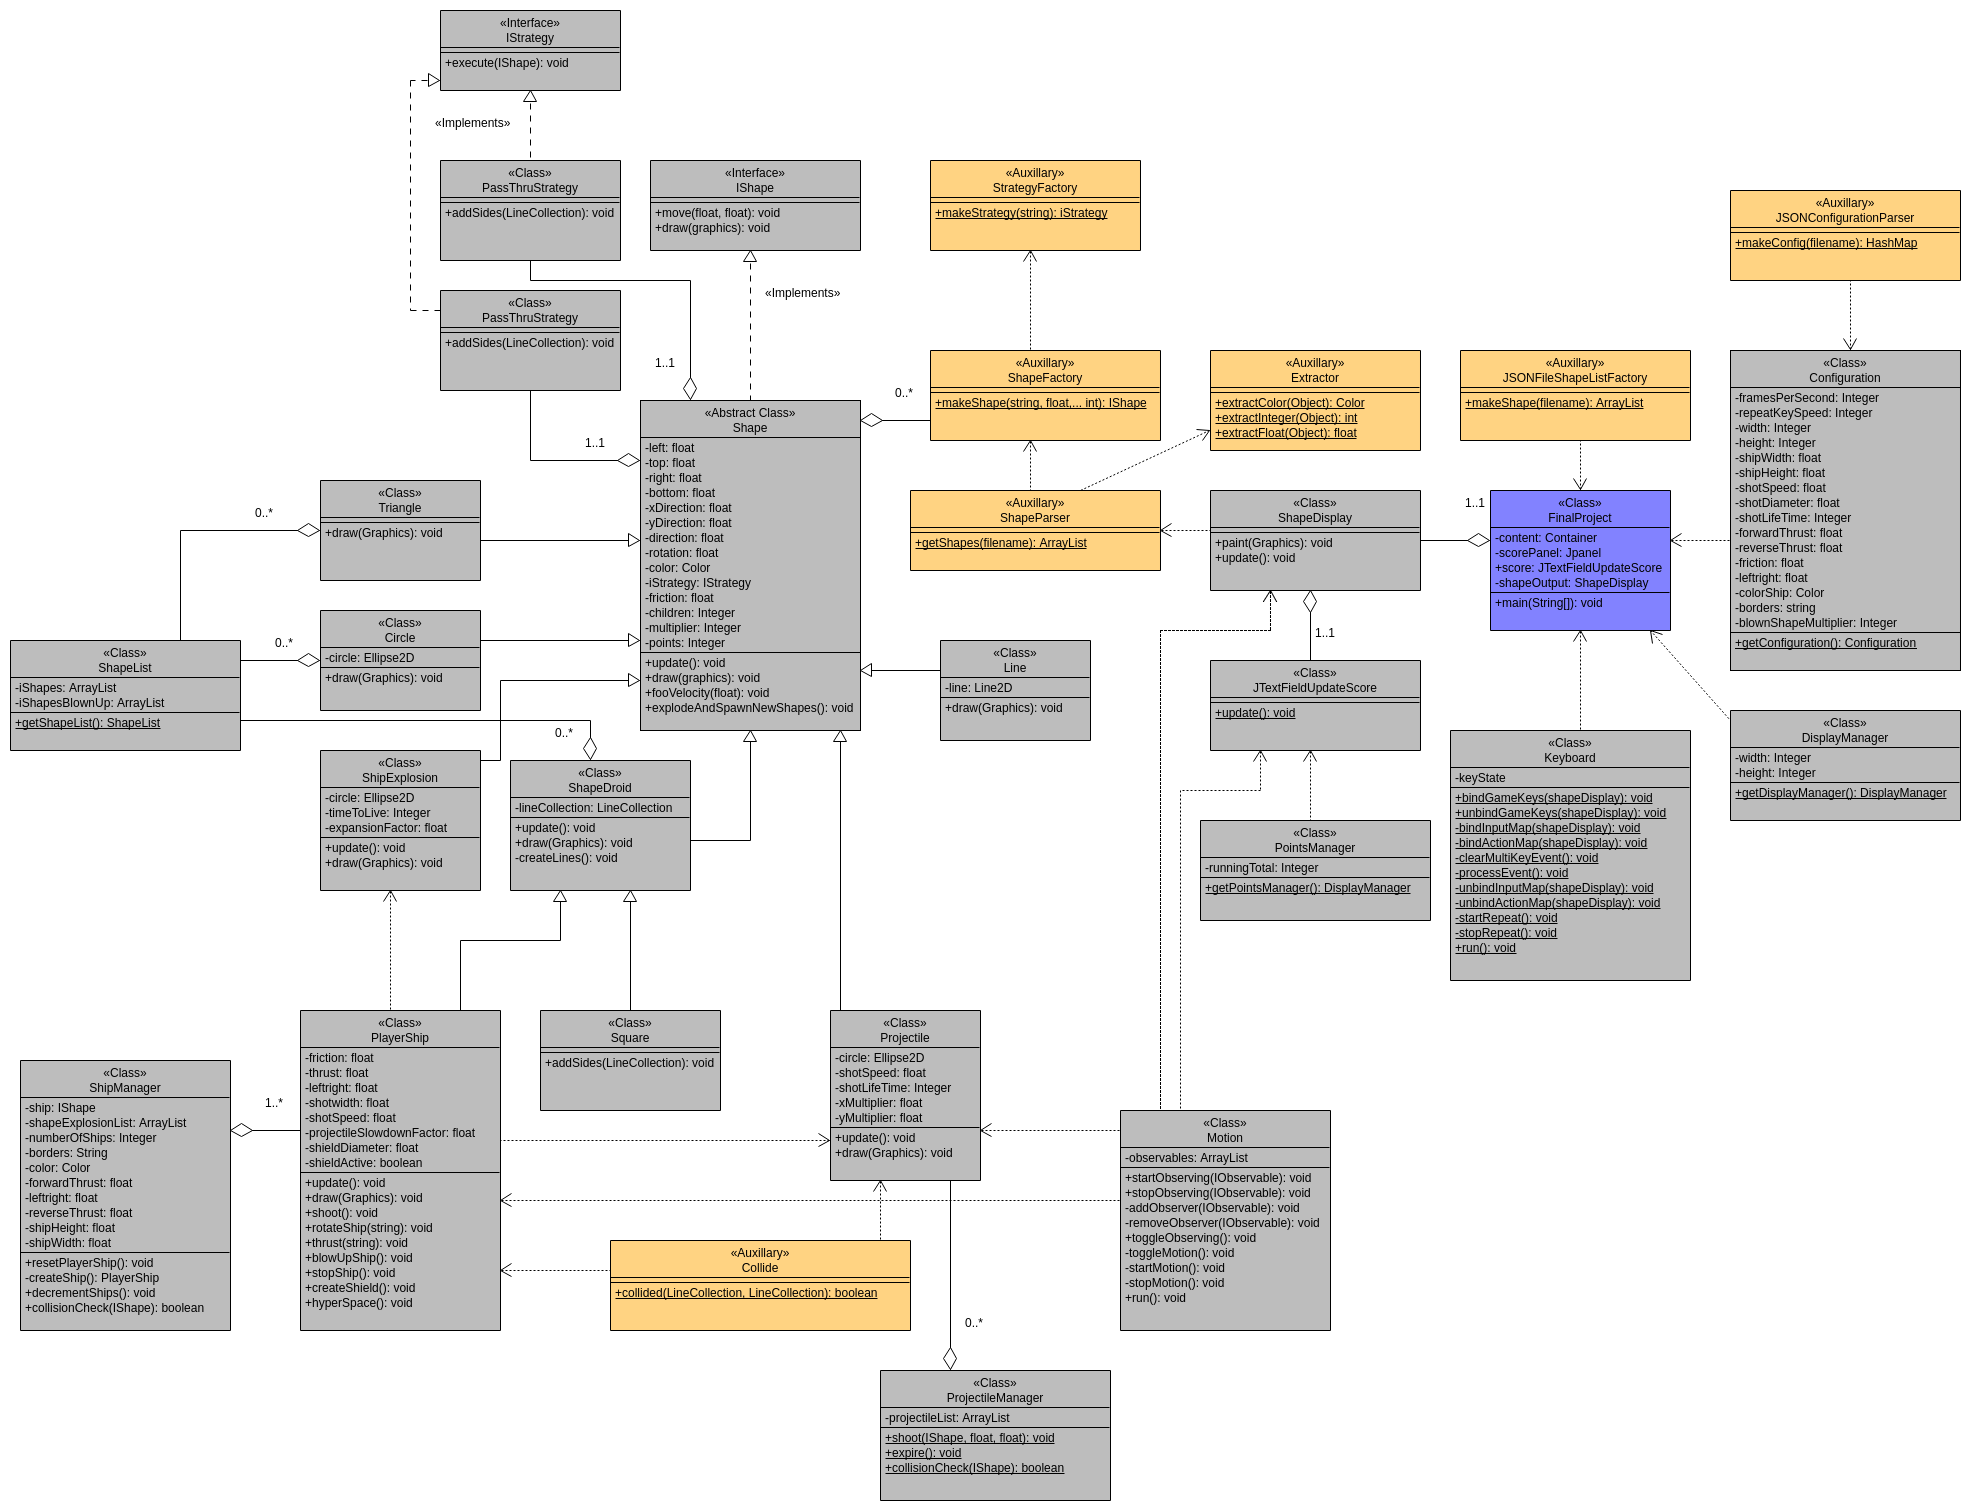 «Interface»
IStrategy
+execute(IShape): void
«Implements»
«Class»
PassThruStrategy
+addSides(LineCollection): void
«Interface»
IShape
+move(float, float): void
+draw(graphics): void
«Auxillary»
StrategyFactory
+makeStrategy(string): iStrategy
«Auxillary»
JSONConfigurationParser
+makeConfig(filename): HashMap
«Class»
PassThruStrategy
+addSides(LineCollection): void
«Implements»
1..1
1..1
0..*
«Auxillary»
ShapeFactory
+makeShape(string, float,... int): IShape
«Auxillary»
Extractor
+extractColor(Object): Color
+extractInteger(Object): int
+extractFloat(Object): float
«Auxillary»
JSONFileShapeListFactory
+makeShape(filename): ArrayList
«Class»
Configuration
-framesPerSecond: Integer
-repeatKeySpeed: Integer
-width: Integer
-height: Integer
-shipWidth: float
-shipHeight: float
-shotSpeed: float
-shotDiameter: float
-shotLifeTime: Integer
-forwardThrust: float
-reverseThrust: float
-friction: float
-leftright: float
-colorShip: Color
-borders: string
-blownShapeMultiplier: Integer
+getConfiguration(): Configuration
«Abstract Class»
Shape
-left: float
-top: float
-right: float
-bottom: float
-xDirection: float
-yDirection: float
-direction: float
-rotation: float
-color: Color
-iStrategy: IStrategy
-friction: float
-children: Integer
-multiplier: Integer
-points: Integer
+update(): void
+draw(graphics): void
+fooVelocity(float): void
+explodeAndSpawnNewShapes(): void
«Class»
Triangle
+draw(Graphics): void
0..*
«Auxillary»
ShapeParser
+getShapes(filename): ArrayList
«Class»
ShapeDisplay
+paint(Graphics): void
+update(): void
1..1
«Class»
FinalProject
-content: Container
-scorePanel: Jpanel
+score: JTextFieldUpdateScore
-shapeOutput: ShapeDisplay
+main(String[]): void
«Class»
Circle
-circle: Ellipse2D
+draw(Graphics): void
0..*
«Class»
ShapeList
-iShapes: ArrayList
-iShapesBlownUp: ArrayList
+getShapeList(): ShapeList
0..*
«Class»
Line
-line: Line2D
+draw(Graphics): void
1..1
«Class»
JTextFieldUpdateScore
+update(): void
«Class»
DisplayManager
-width: Integer
-height: Integer
+getDisplayManager(): DisplayManager
«Class»
Keyboard
-keyState
+bindGameKeys(shapeDisplay): void
+unbindGameKeys(shapeDisplay): void
-bindInputMap(shapeDisplay): void
-bindActionMap(shapeDisplay): void
-clearMultiKeyEvent(): void
-processEvent(): void
-unbindInputMap(shapeDisplay): void
-unbindActionMap(shapeDisplay): void
-startRepeat(): void
-stopRepeat(): void
+run(): void
«Class»
ShipExplosion
-circle: Ellipse2D
-timeToLive: Integer
-expansionFactor: float
+update(): void
+draw(Graphics): void
«Class»
ShapeDroid
-lineCollection: LineCollection
+update(): void
+draw(Graphics): void
-createLines(): void
«Class»
PointsManager
-runningTotal: Integer
+getPointsManager(): DisplayManager
«Class»
PlayerShip
-friction: float
-thrust: float
-leftright: float
-shotwidth: float
-shotSpeed: float
-projectileSlowdownFactor: float
-shieldDiameter: float
-shieldActive: boolean
+update(): void
+draw(Graphics): void
+shoot(): void
+rotateShip(string): void
+thrust(string): void
+blowUpShip(): void
+stopShip(): void
+createShield(): void
+hyperSpace(): void
«Class»
Square
+addSides(LineCollection): void
«Class»
Projectile
-circle: Ellipse2D
-shotSpeed: float
-shotLifeTime: Integer
-xMultiplier: float
-yMultiplier: float
+update(): void
+draw(Graphics): void
«Class»
ShipManager
-ship: IShape
-shapeExplosionList: ArrayList
-numberOfShips: Integer
-borders: String
-color: Color
-forwardThrust: float
-leftright: float
-reverseThrust: float
-shipHeight: float
-shipWidth: float
+resetPlayerShip(): void
-createShip(): PlayerShip
+decrementShips(): void
+collisionCheck(IShape): boolean
1..*
«Class»
Motion
-observables: ArrayList
+startObserving(IObservable): void
+stopObserving(IObservable): void
-addObserver(IObservable): void
-removeObserver(IObservable): void
+toggleObserving(): void
-toggleMotion(): void
-startMotion(): void
-stopMotion(): void
+run(): void
«Auxillary»
Collide
+collided(LineCollection, LineCollection): boolean
0..*
«Class»
ProjectileManager
-projectileList: ArrayList
+shoot(IShape, float, float): void
+expire(): void
+collisionCheck(IShape): boolean